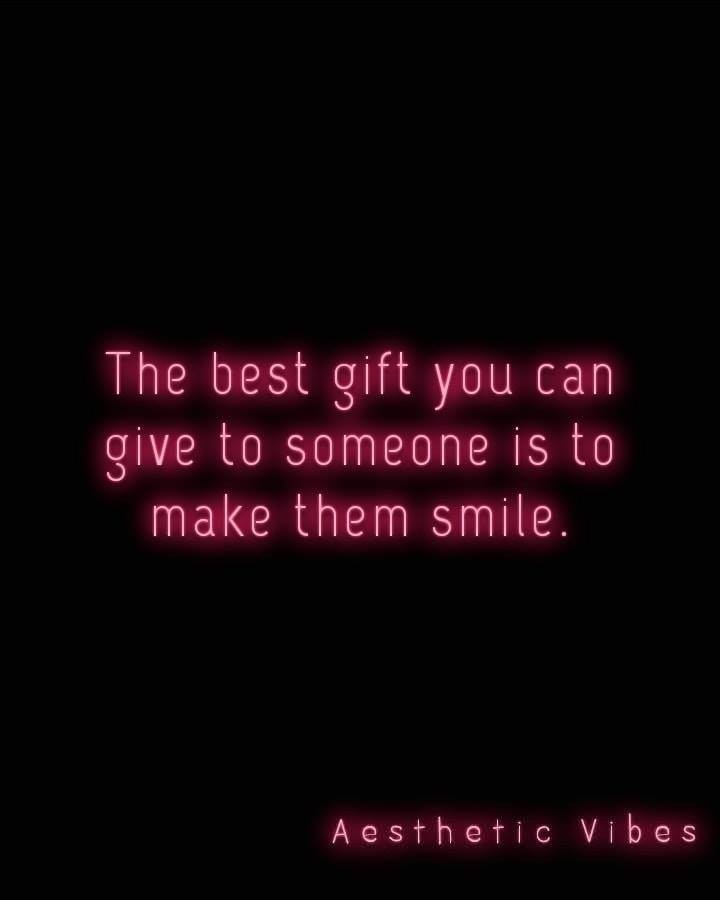 The best gift you can
give to someone is to
make them smile.
Aesthetic Vibes